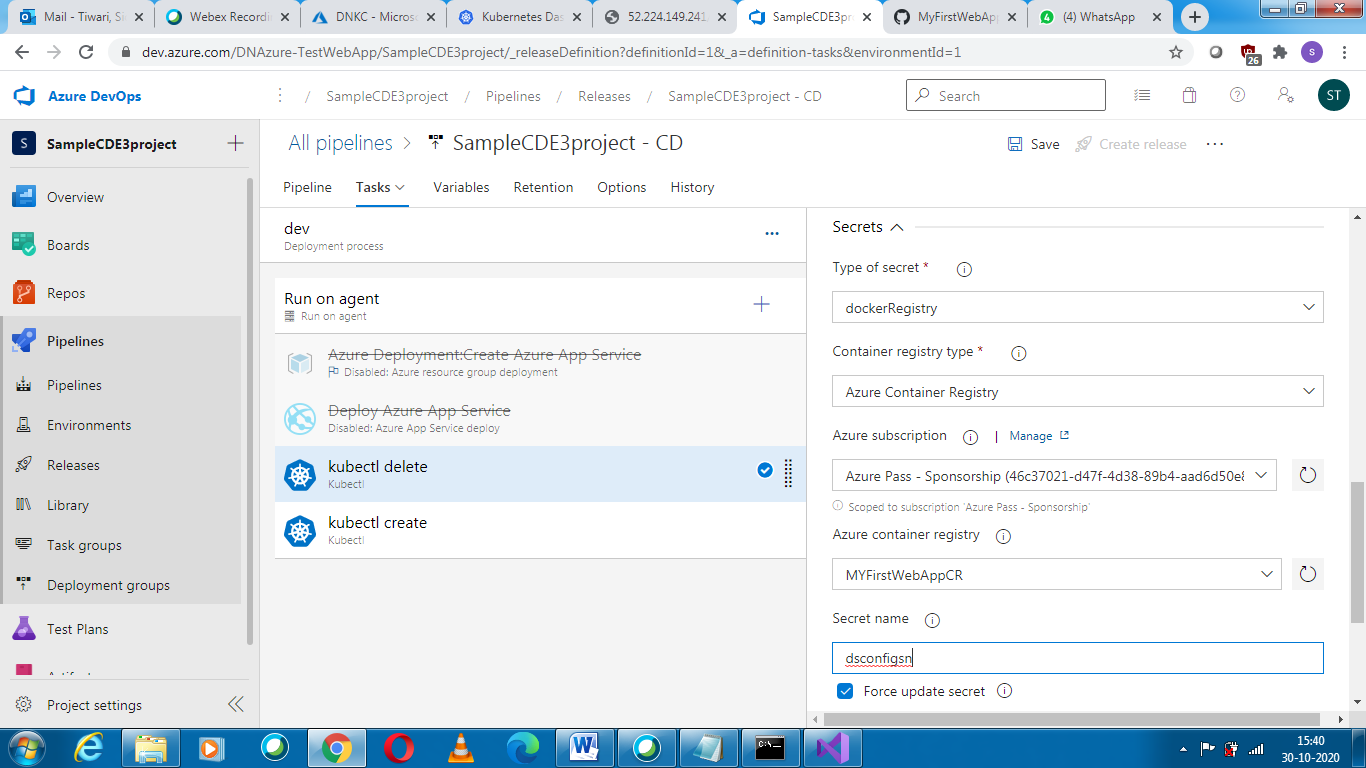 Mail - Tiwari, Si
Webex Recordi
DNKC - Microsc
Kubernetes Das
52.224.149.241
SampleCDE3pr
MyFirstWebApp
(4) WhatsApp
dev.azure.com/DNAzure-TestWebApp/SampleCDE3project/_releaseDefinition?definitionId=1&_a=definition-tasks&environmentId=1
26
S
Azure DevOps
/ SampleCDE3project / Pipelines / Releases / SampleCDE3project - CD
Search
ST
S SampleCDE3project
Overview
Boards
Repos
Pipelines
Pipelines
Environments
Releases
Library
Task groups
Deployment groups
Test Plans
Artifacts
Project settings
All pipelines > SampleCDE3project - CD
Save
Create release
Pipeline
Tasks
Variables
Retention
Options
History
dev
Deployment process
Run on agent
Run on agent
Azure Deployment:Create Azure App Service
Disabled: Azure resource group deployment
Deploy Azure App Service
Disabled: Azure App Service deploy
kubectl delete
Kubectl
kubectl create
Kubectl
Secrets
Type of secret *
dockerRegistry
Container registry type *
Azure Container Registry
Azure subscription | Manage
Azure Pass - Sponsorship (46c37021-d47f-4d38-89b4-aad6d50e8
Scoped to subscription 'Azure Pass - Sponsorship'
Azure container registry
MYFirstWebAppCR
Secret name
dsconfigsn
Force update secret
15:40
30-10-2020